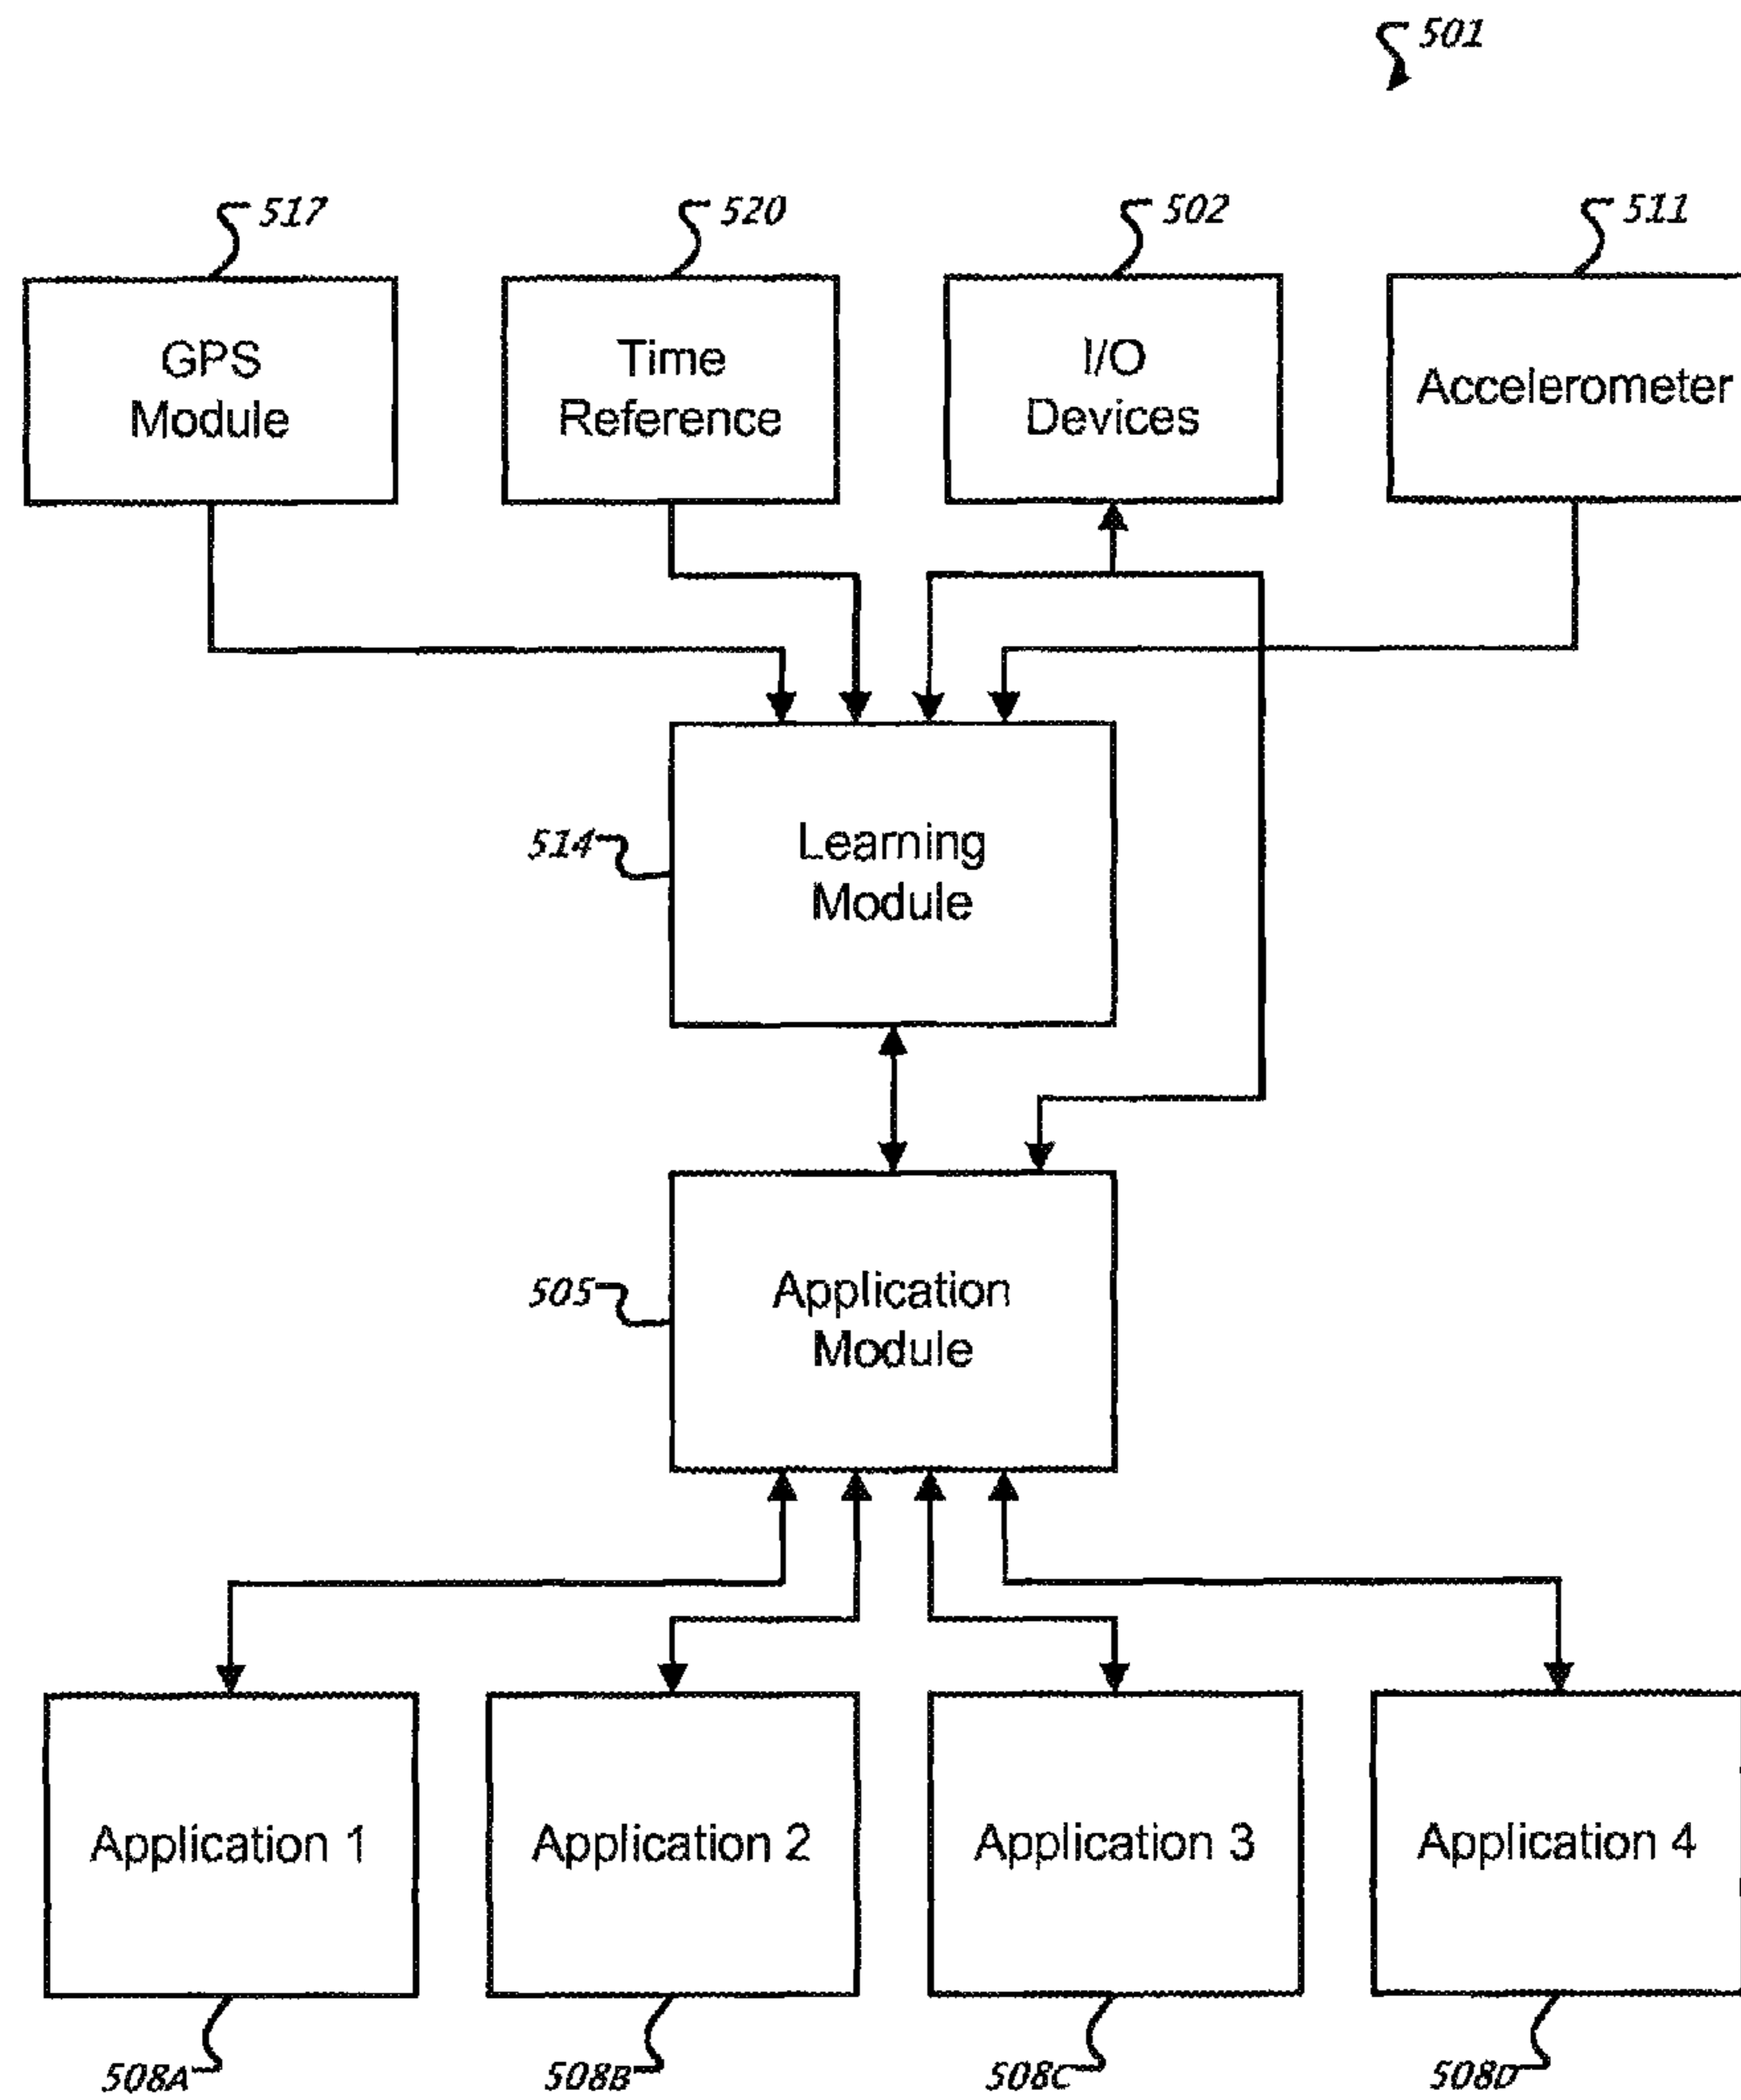 501
517
520
502
511
GPS
Module
Time
Reference
I/O
Devices
Accelerometer
514
Learning
Module
505
Application
Module
Application 1
Application 2
Application 3
Application 4
508A
508B
508C
508D